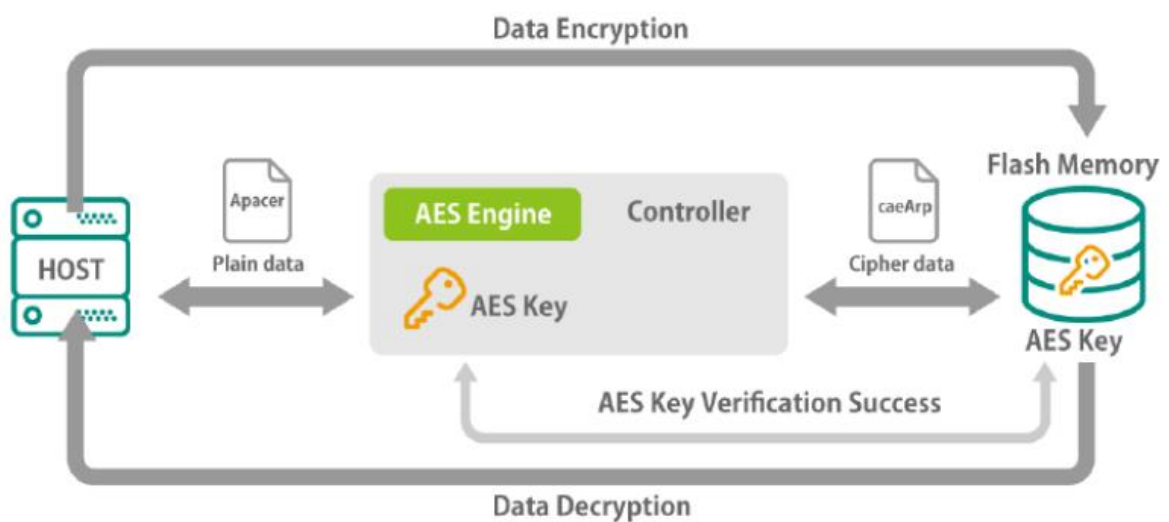 Data Encryption
Flash Memory
Apacer
AES Engine
Controller
caeArp
HOST
Plain data
Cipher data
AES Key
AES Key
AES Key Verification Success
Data Decryption